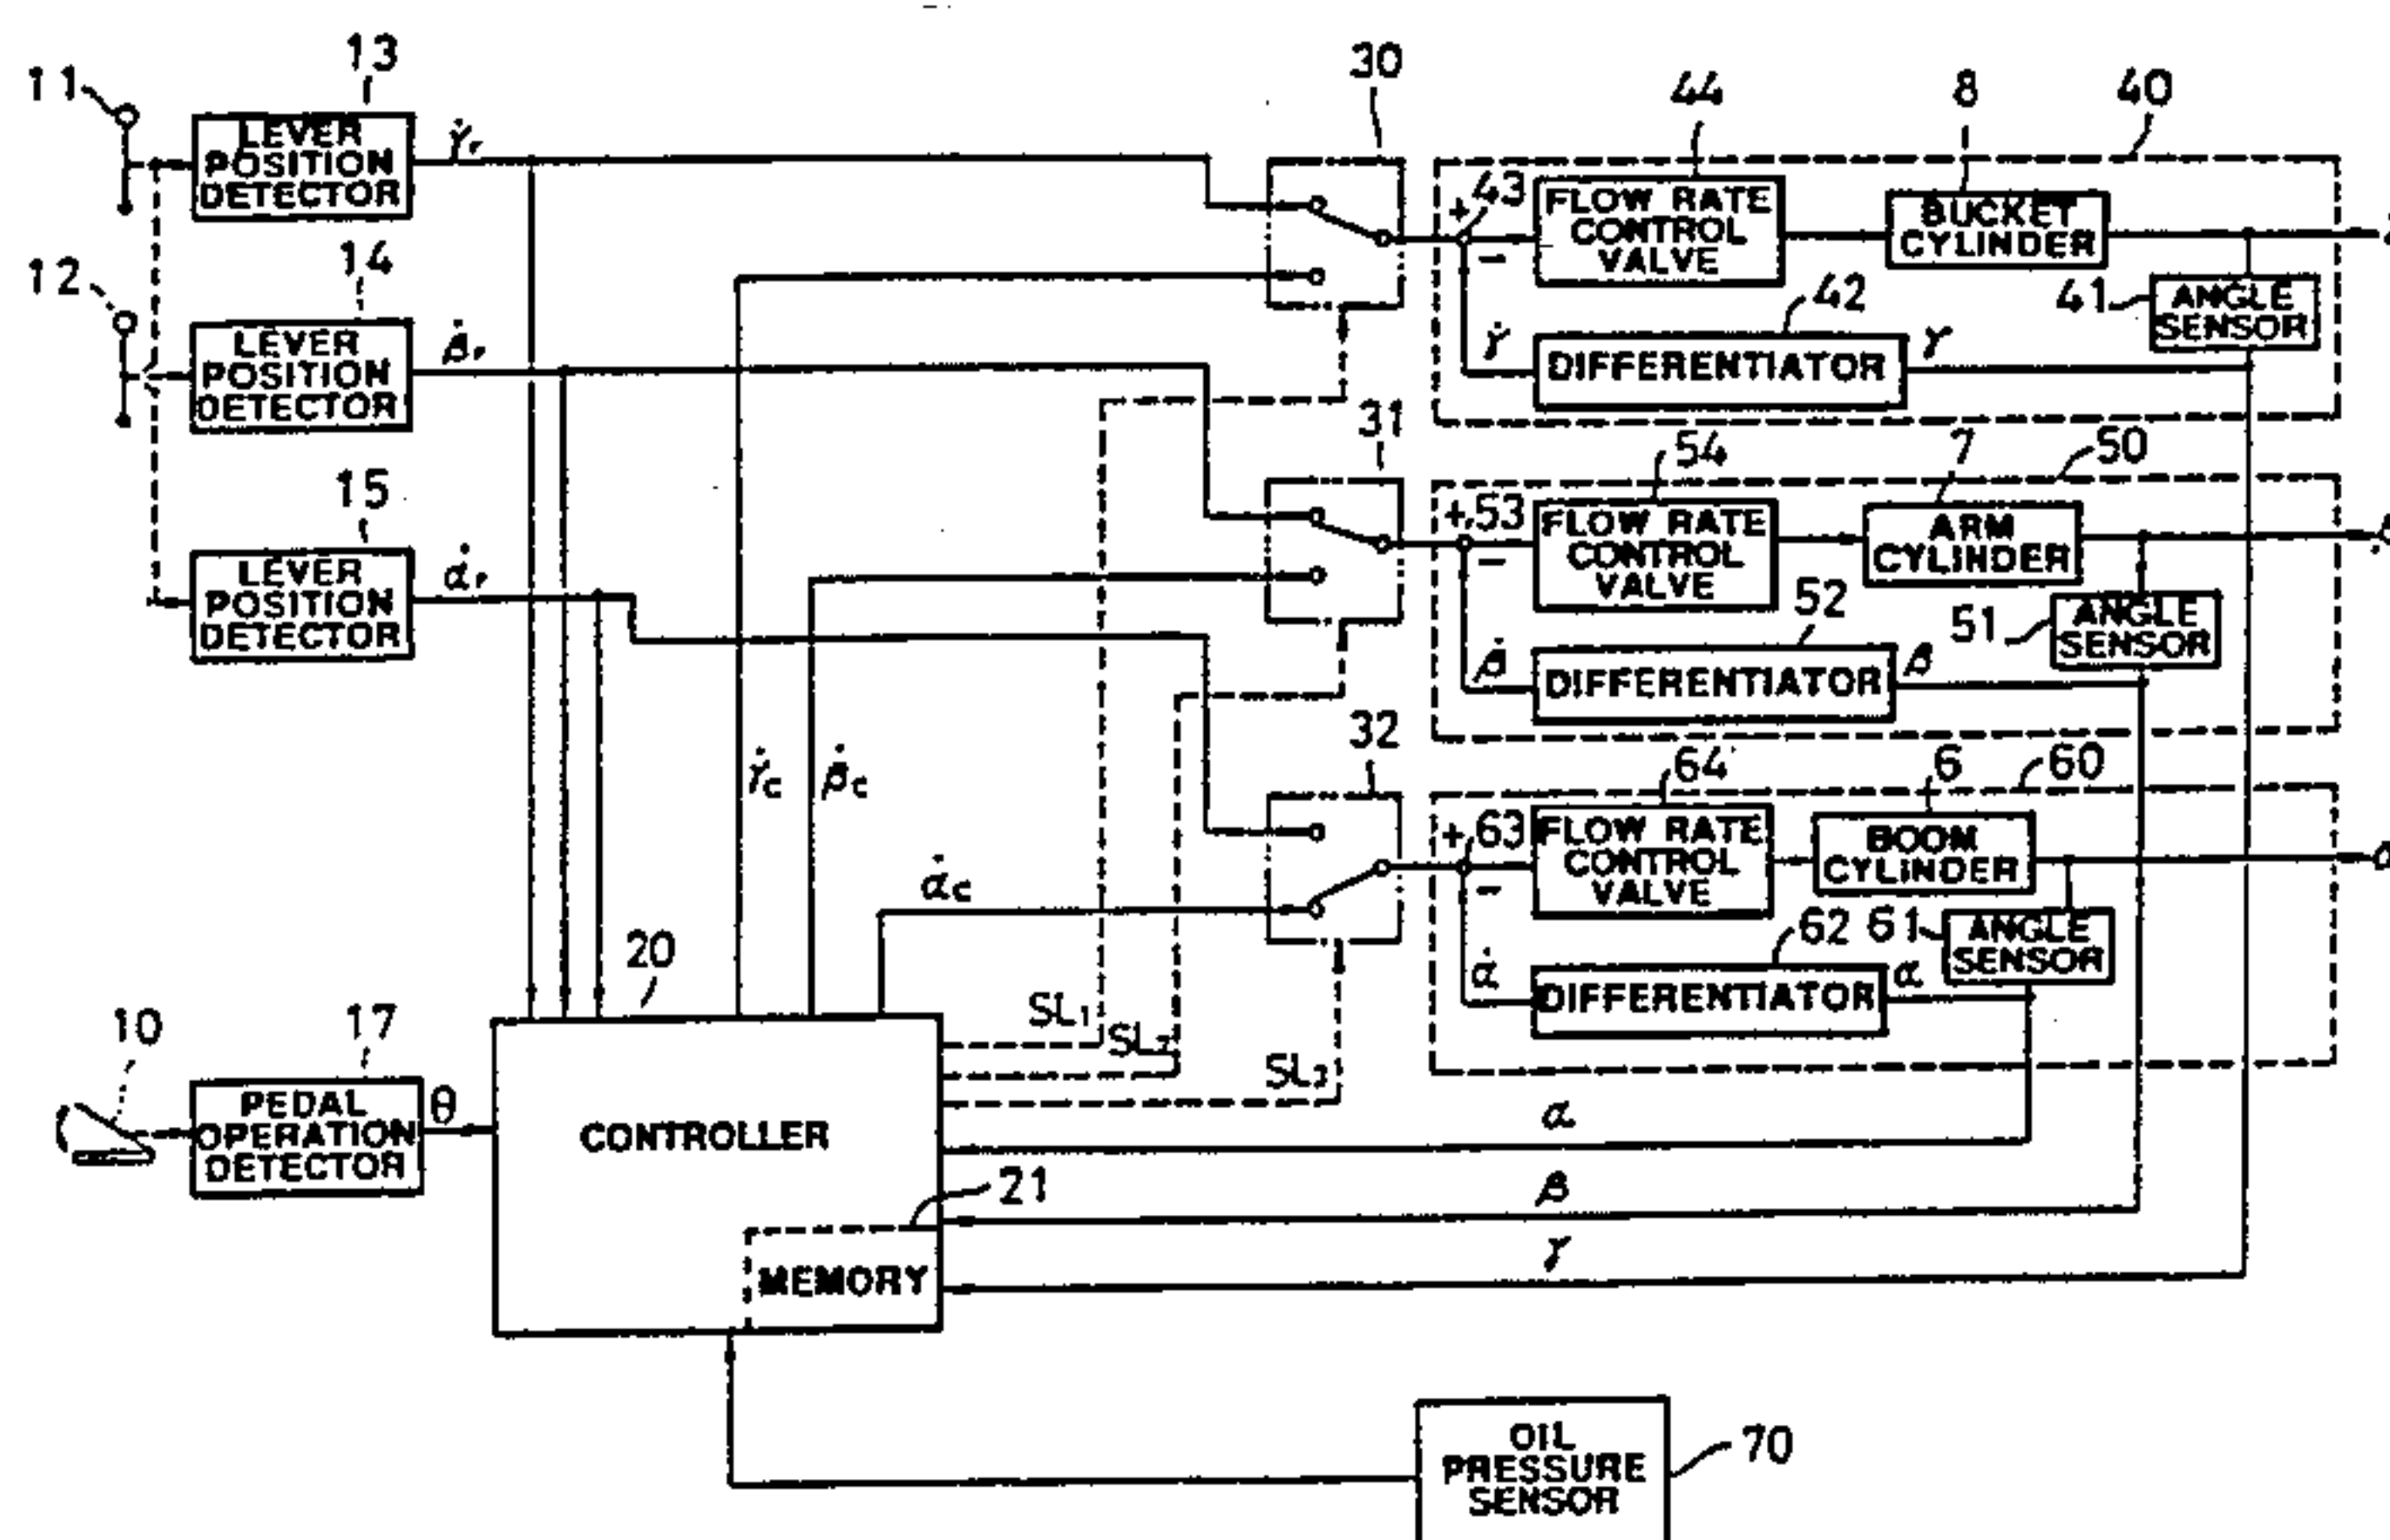 11
13
LEVER
POSITION
DETECTOR
γ̇r
30
44
8
40
+
43
-
FLOW RATE
CONTROL
VALVE
BUCKET
CYLINDER
41
ANGLE
SENSOR
42
γ̇
DIFFERENTIATOR
γ
12
14
LEVER
POSITION
DETECTOR
β̇r
31
54
7
50
+
53
-
FLOW RATE
CONTROL
VALVE
ARM
CYLINDER
51
ANGLE
SENSOR
52
β̇
DIFFERENTIATOR
β
15
LEVER
POSITION
DETECTOR
α̇r
32
64
6
60
+
63
-
FLOW RATE
CONTROL
VALVE
BOOM
CYLINDER
61
ANGLE
SENSOR
62
α̇
DIFFERENTIATOR
α
γ̇c
β̇c
α̇c
20
SL1
SL2
SL3
10
17
PEDAL
OPERATION
DETECTOR
θ
CONTROLLER
α
21
β
MEMORY
γ
OIL
PRESSURE
SENSOR
70